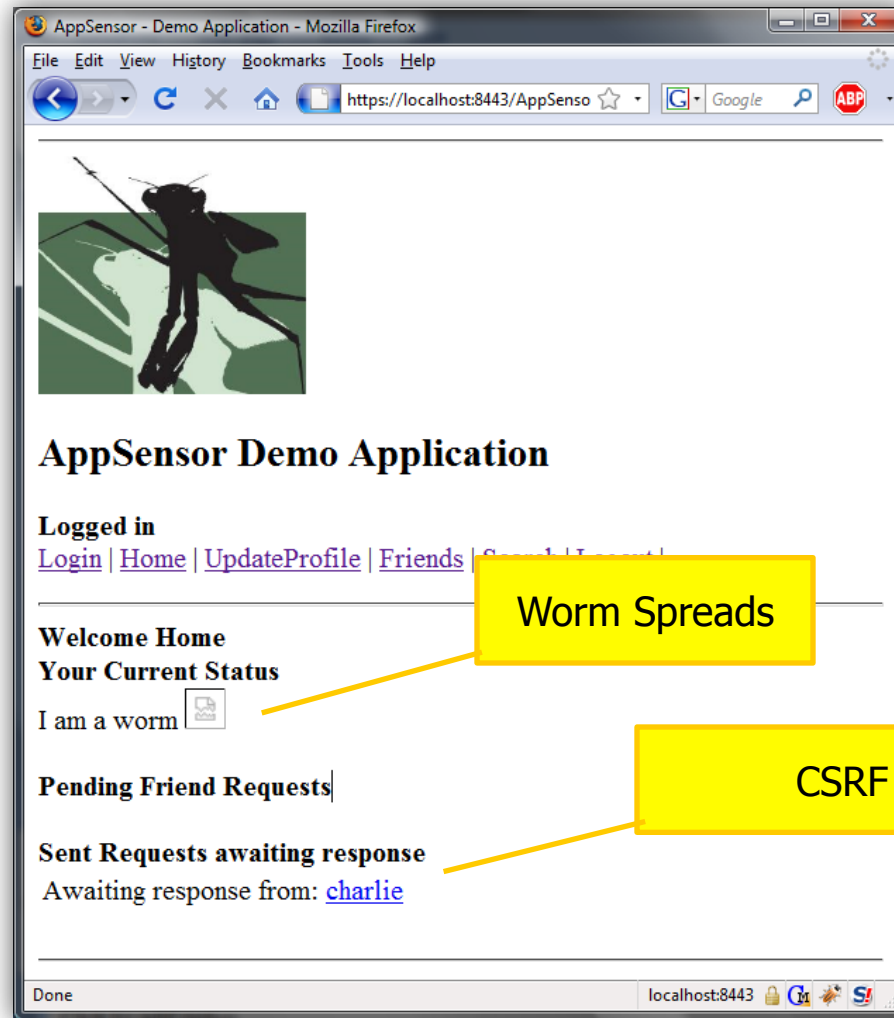 AppSensor - Demo Application - Mozilla Firefox
File Edit View History Bookmarks Tools Help
https://localhost:8443/AppSenso G Google ABP
AppSensor Demo Application
Logged in
Login | Home | UpdateProfile | Friends |
Worm Spreads
Welcome Home
Your Current Status
I am a worm
CSRF
Pending Friend Requests
Sent Requests awaiting response
Awaiting response from: charlie
Done localhost:8443 S!